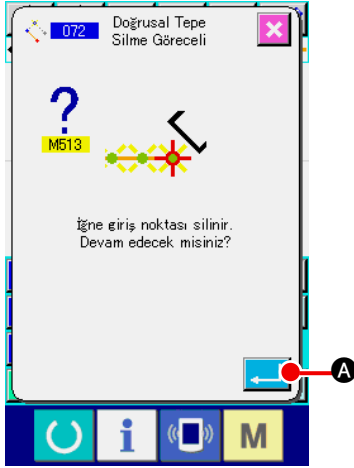 072
Doğrusal Tepe
Silme Göreceli
?
M513
İğne giriş noktası silinir.
Devam edecek misiniz?
A
i
M